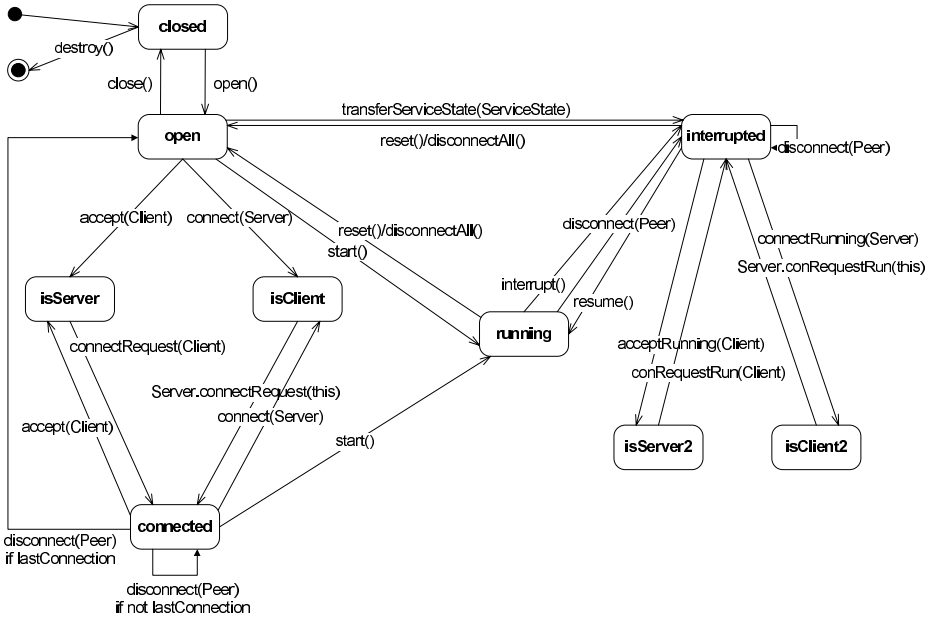 closed
destroy()
close()
open()
transferServiceState(ServiceState)
open
interrupted
reset()/disconnectAll()
disconnect(Peer)
accept(Client)
connect(Server)
disconnect(Peer)
reset()/disconnectAll()
start()
connectRunning(Server)
Server.conRequestRun(this)
isServer
isClient
interrupt()
resume()
running
connectRequest(Client)
acceptRunning(Client)
conRequestRun(Client)
Server.connectRequest(this)
connect(Server)
accept(Client)
start()
isServer2
isClient2
connected
disconnect(Peer)
if lastConnection
disconnect(Peer)
if not lastConnection